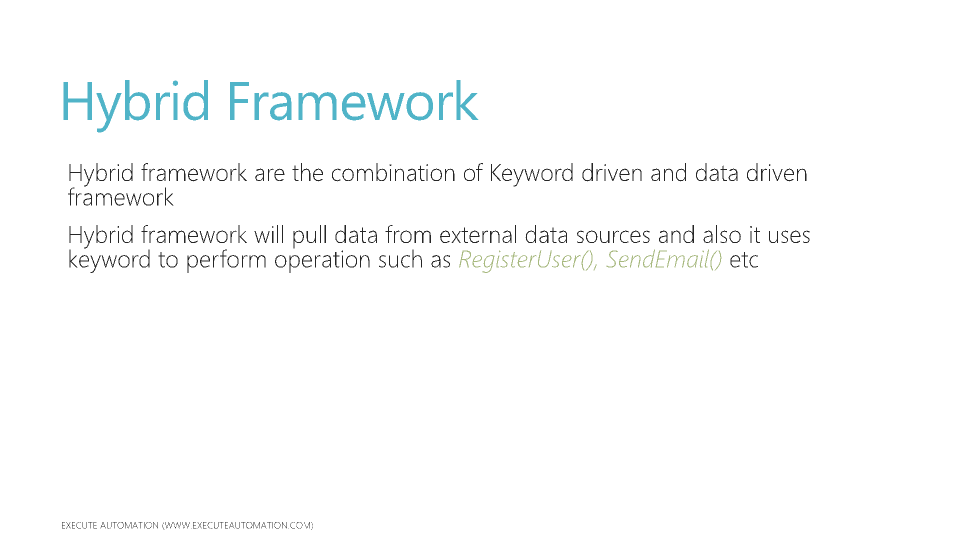 Hybrid Framework
Hybrid framework are the combination of Keyword driven and data driven
framework
Hybrid framework will pull data from external data sources and also it uses
keyword to perform operation such as RegisterUser(), SendEmail() etc
EXECUTE AUTOMATION (WWW.EXECUTEAUTOMATION.COM)